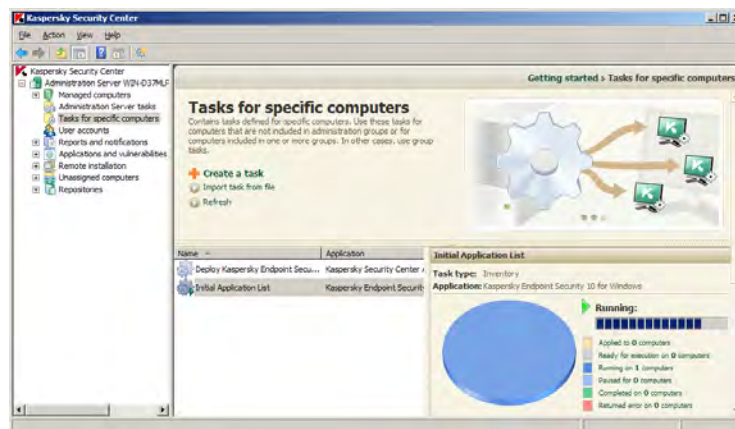 Kaspersky Security Center
File Action View Help
Kaspersky Security Center
Administration Server WIN-D37MLF
Managed computers
Administration Server tasks
Tasks for specific computers
User accounts
Reports and notifications
Applications and vulnerabilities
Remote installation
Unassigned computers
Repositories
Getting started › Tasks for specific computers
Tasks for specific computers
Contains tasks defined for specific computers. Use these tasks for
computers that are not included in administration groups or for
computers included in one or more groups. In other cases, use group
tasks.
Create a task
Import task from file
Refresh
Name Application
Deploy Kaspersky Endpoint Secu... Kaspersky Security Center
Initial Application List Kaspersky Endpoint Securit
Initial Application List
Task type: Inventory
Application: Kaspersky Endpoint Security 10 for Windows
Running:
Applied to 0 computers
Ready for execution on 0 computers
Running on 1 computers
Paused for 0 computers
Completed on 0 computers
Returned error on 0 computers